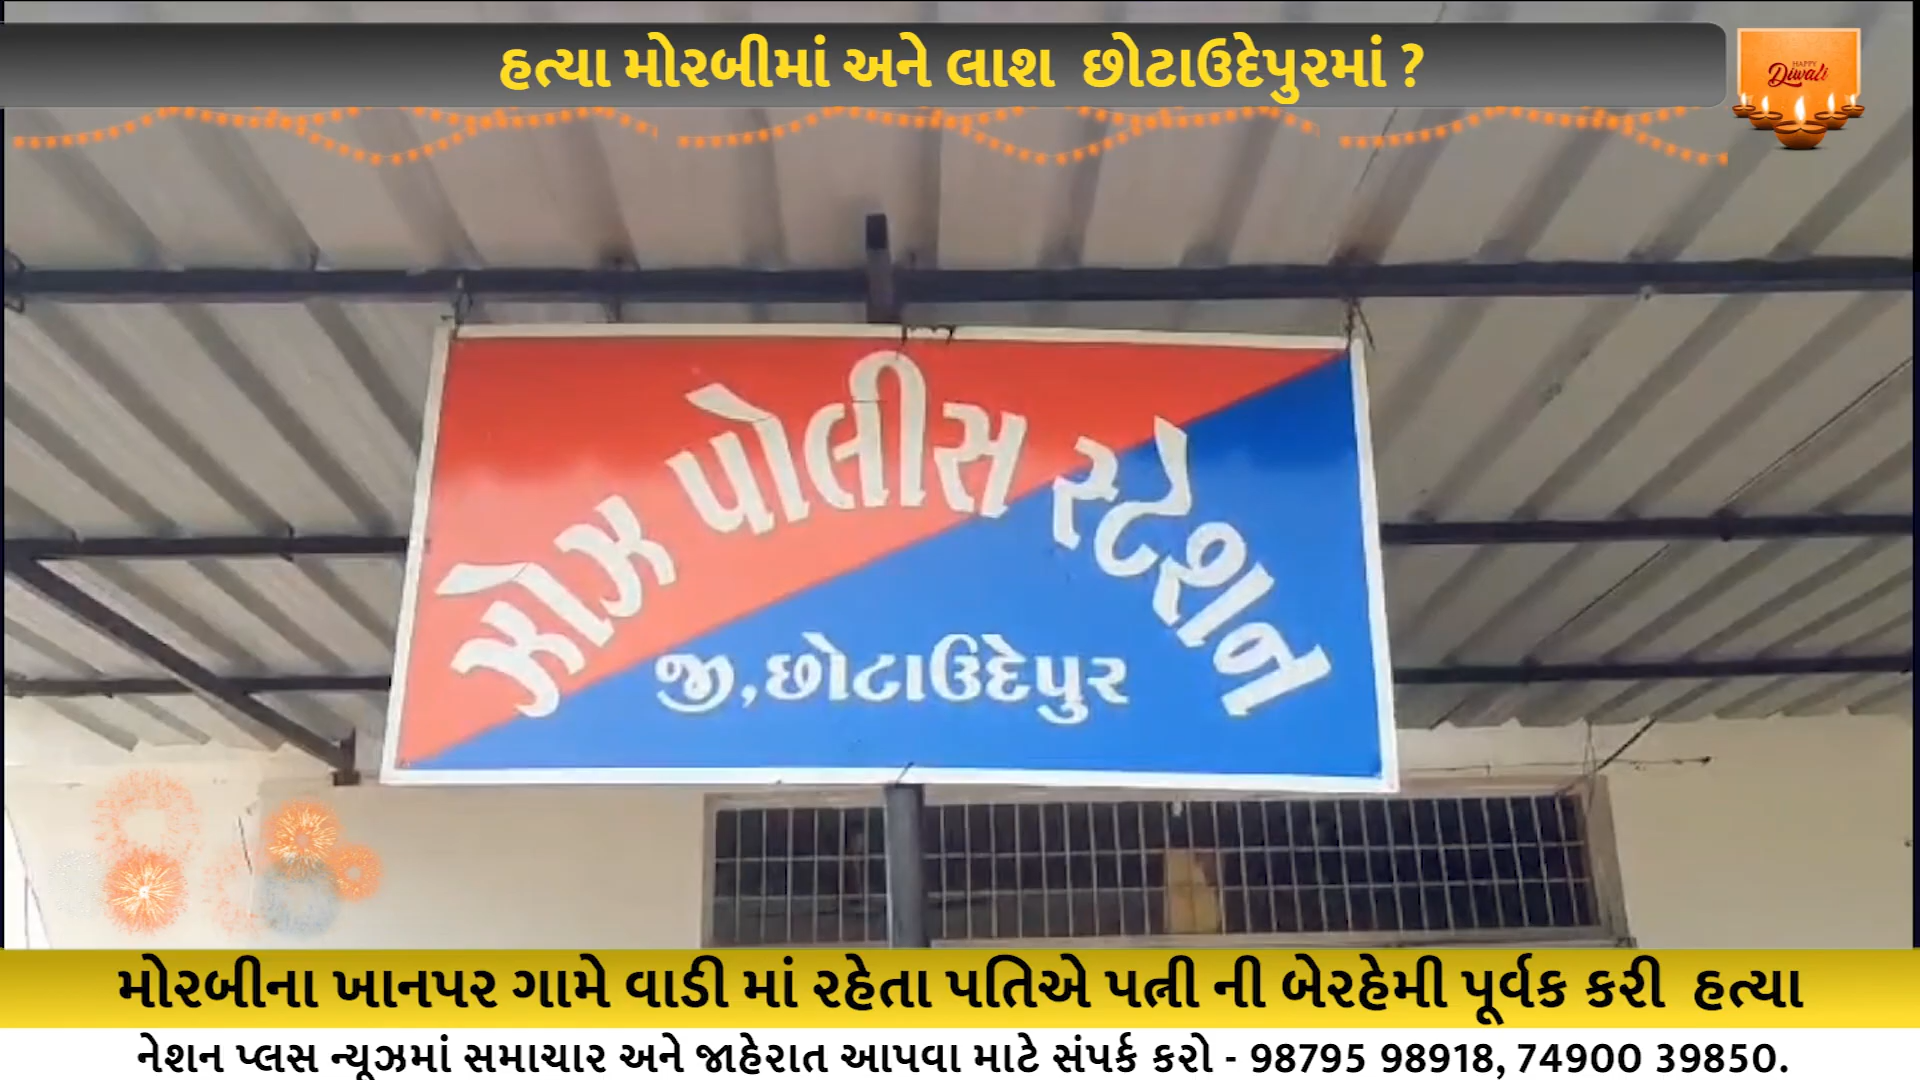 હત્યા મોરબીમાં અને લાશ છોટાઉદેપુરમાં ?
HAPPY
Diwali
ઝોઝ પોલીસ સ્ટેશન
જી,છોટાઉદેપુર
મોરબીના ખાનપર ગામે વાડી માં રહેતા પતિએ પત્ની ની બેરહેમી પૂર્વક કરી હત્યા
નેશન પ્લસ ન્યૂઝમાં સમાચાર અને જાહેરાત આપવા માટે સંપર્ક કરો - 98795 98918, 74900 39850.